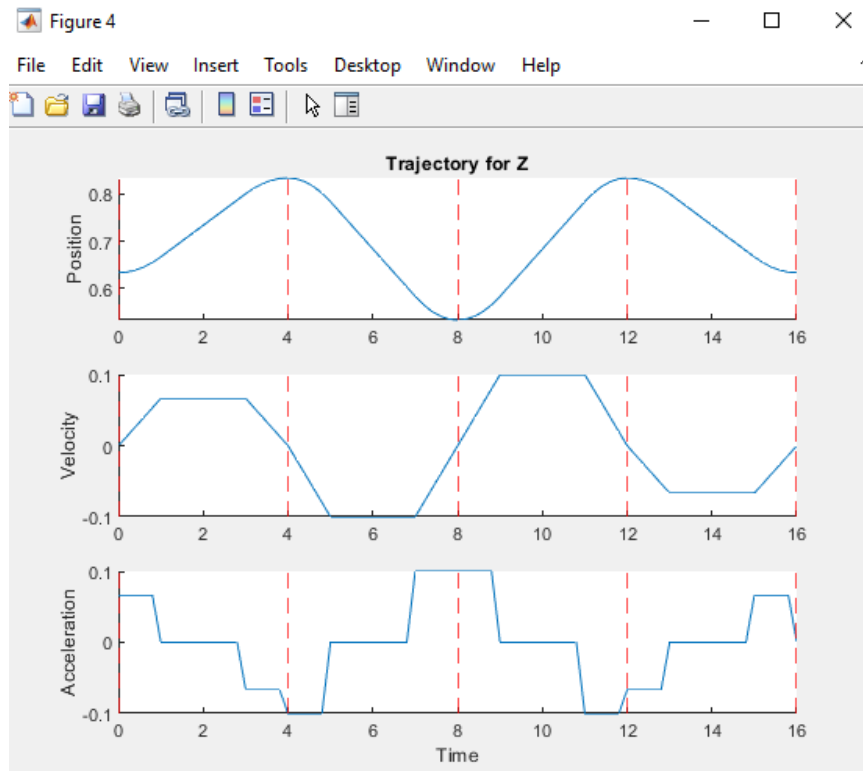 Figure 4
File Edit View Insert Tools Desktop Window Help
Trajectory for Z
Position
0.8
0.7
0.6
0 2 4 6 8 10 12 14 16
Velocity
0.1
0
-0.1
0 2 4 6 8 10 12 14 16
Acceleration
0.1
0
-0.1
0 2 4 6 8 10 12 14 16
Time